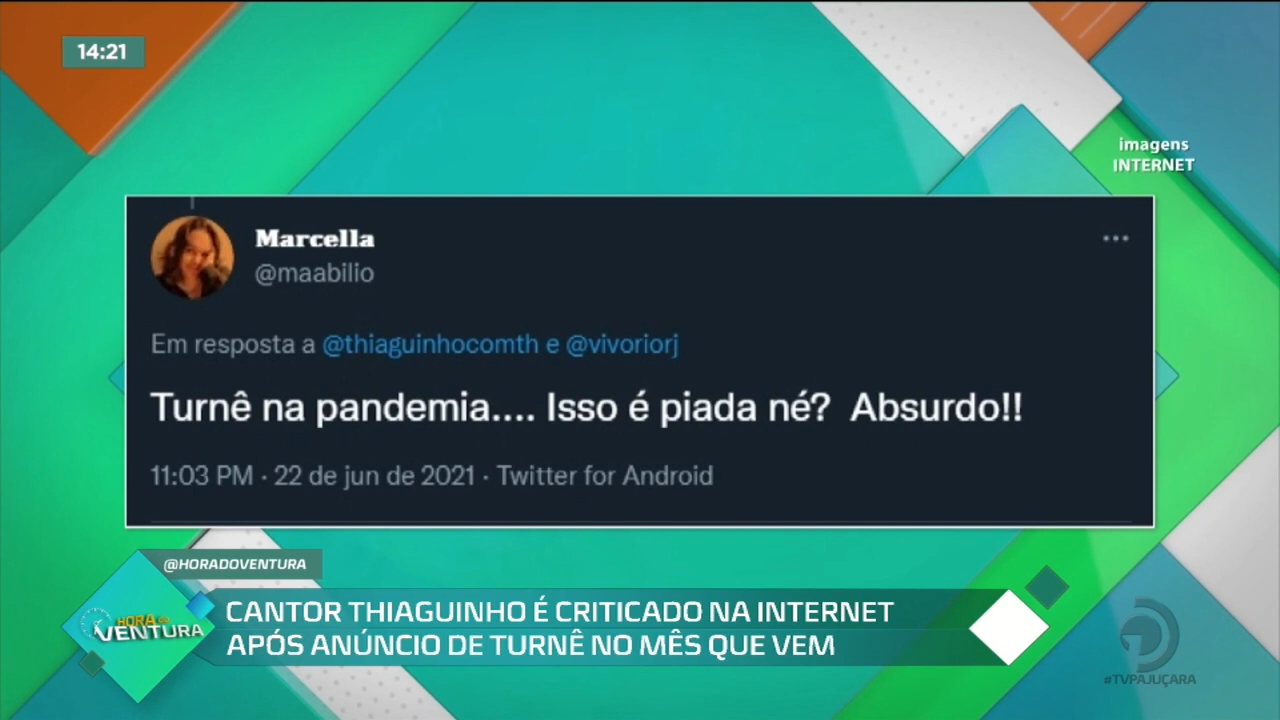 14:21
imagens
INTERNET
Marcella
@maabilio
Em resposta a @thiaguinhocomth e @vivoriorj
Turnê na pandemia.... Isso é piada né? Absurdo!!
11:03 PM · 22 de jun de 2021 · Twitter for Android
@HORADOVENTURA
HORA DO
VENTURA
CANTOR THIAGUINHO É CRITICADO NA INTERNET
APÓS ANÚNCIO DE TURNÊ NO MÊS QUE VEM
#TVPAJUÇARA